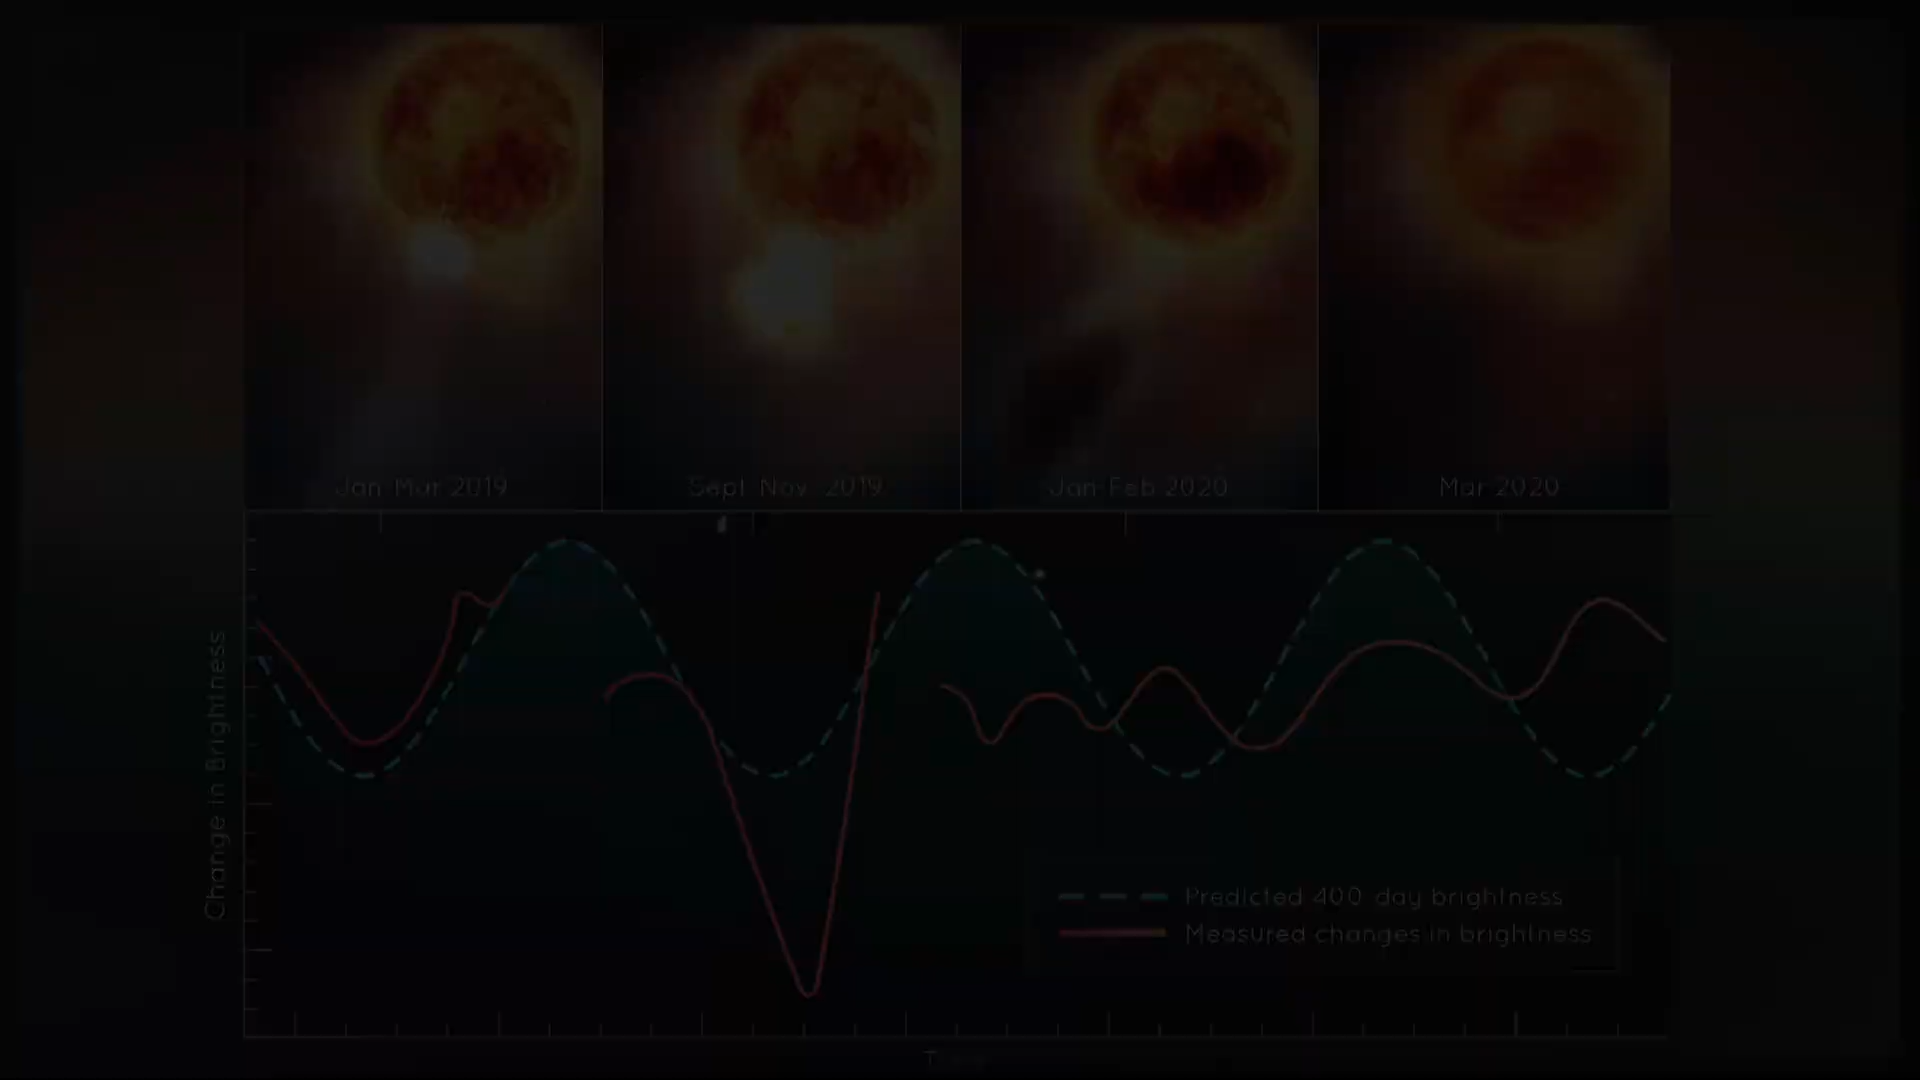 Jan-Mar 2019
Sept-Nov. 2019
Jan-Feb 2020
Mar 2020
Change in Brightness
Predicted 400 day brightness
Measured changes in brightness